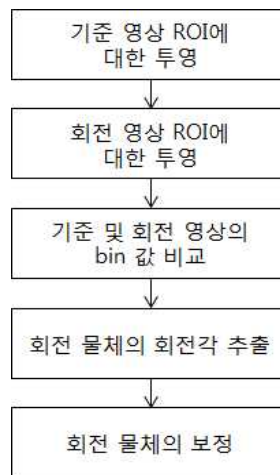 기준 영상 ROI에
대한 투영
회전 영상 ROI에
대한 투영
기준 및 회전 영상의
bin 값 비교
회전 물체의 회전각 추출
회전 물체의 보정